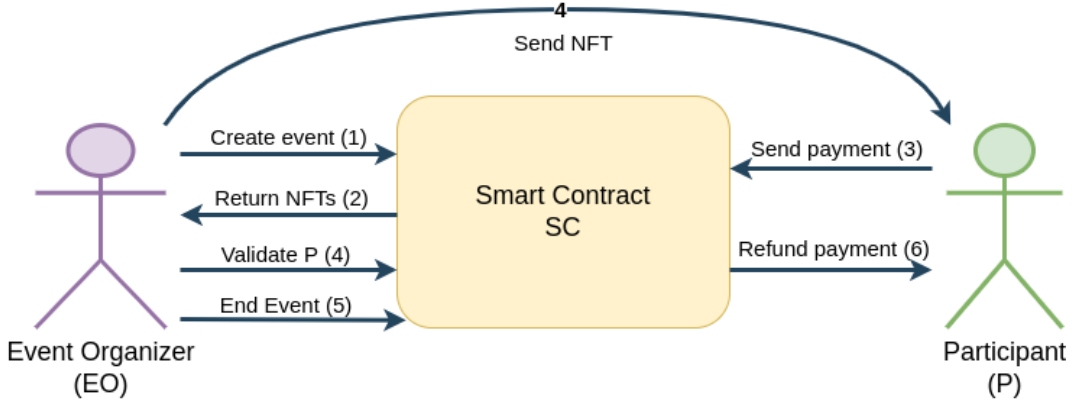 4
Send NFT
Create event (1)
Send payment (3)
Return NFTs (2)
Smart Contract
SC
Validate P (4)
Refund payment (6)
End Event (5)
Event Organizer
(EO)
Participant
(P)